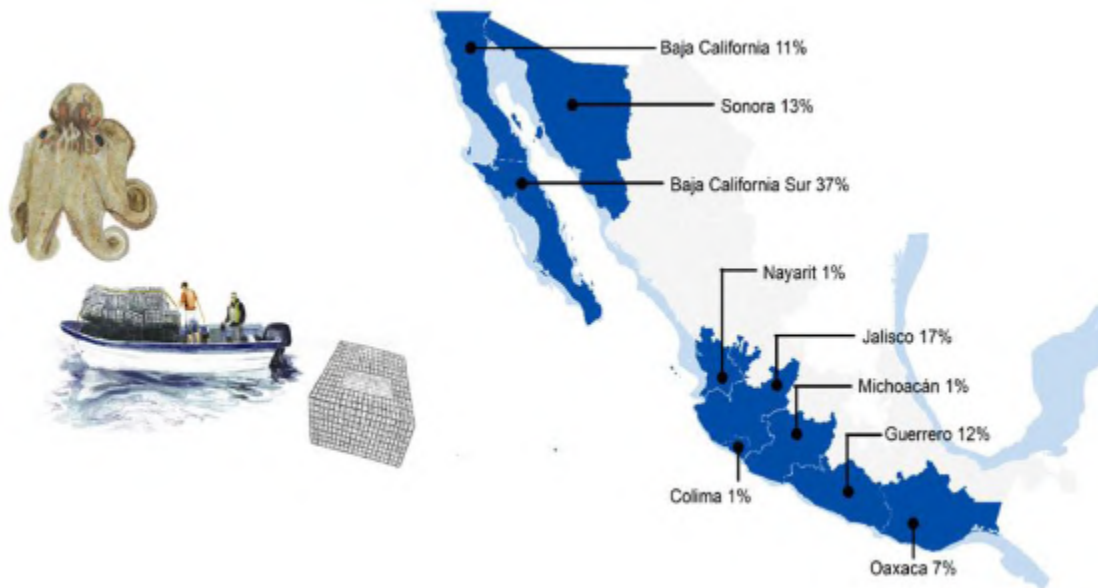 Baja California 11%
Sonora 13%
Baja California Sur 37%
Nayarit 1%
Jalisco 17%
Michoacán 1%
Guerrero 12%
Colima 1%
Oaxaca 7%